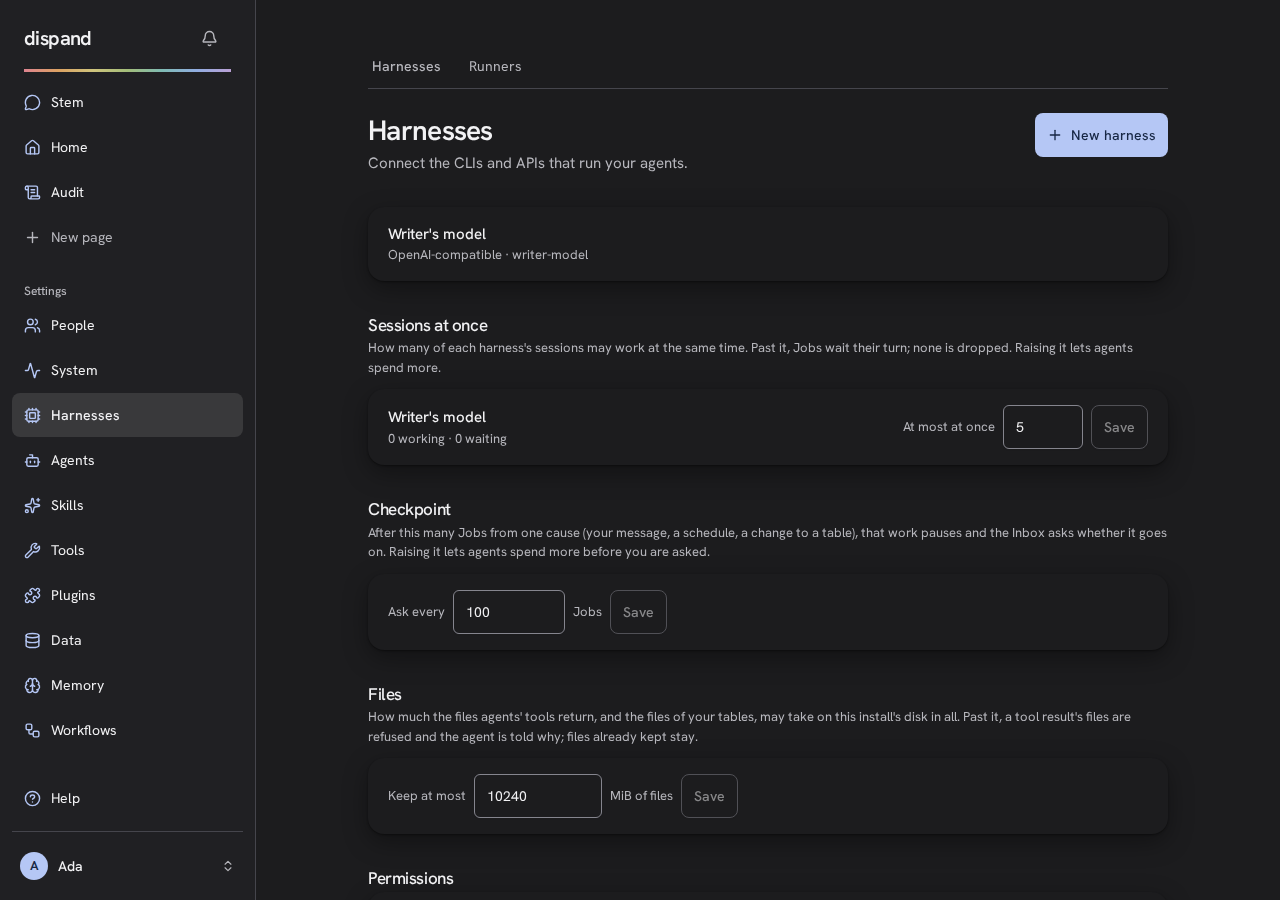 dispand
Stem
Home
Audit
New page
Settings
People
System
Harnesses
Agents
Skills
Tools
Plugins
Data
Memory
Workflows
Help
A Ada
Harnesses Runners
Harnesses
Connect the CLIs and APIs that run your agents.
New harness
Writer's model
OpenAI-compatible · writer-model
Sessions at once
How many of each harness's sessions may work at the same time. Past it, Jobs wait their turn; none is dropped. Raising it lets agents
spend more.
Writer's model
0 working · 0 waiting
At most at once 5 Save
Checkpoint
After this many Jobs from one cause (your message, a schedule, a change to a table), that work pauses and the Inbox asks whether it goes
on. Raising it lets agents spend more before you are asked.
Ask every 100 Jobs Save
Files
How much the files agents' tools return, and the files of your tables, may take on this install's disk in all. Past it, a tool result's files are
refused and the agent is told why; files already kept stay.
Keep at most 10240 MiB of files Save
Permissions